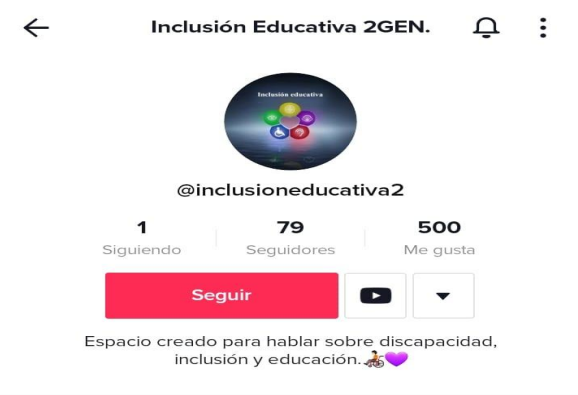 Inclusión Educativa 2GEN.
Inclusión educativa
@inclusioneducativa2
1 79 500
Siguiendo Seguidores Me gusta
Seguir
Espacio creado para hablar sobre discapacidad,
inclusión y educación.👩🏻‍🦽💜